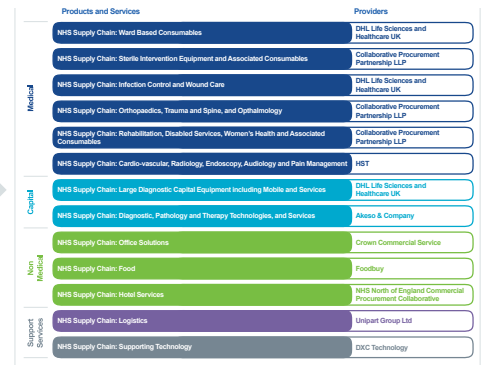 Products and Services
Providers
Medical
NHS Supply Chain: Ward Based Consumables
DHL Life Sciences and
Healthcare UK
NHS Supply Chain: Sterile Intervention Equipment and Associated Consumables
Collaborative Procurement
Partnership LLP
NHS Supply Chain: Infection Control and Wound Care
DHL Life Sciences and
Healthcare UK
NHS Supply Chain: Orthopaedics, Trauma and Spine, and Opthalmology
Collaborative Procurement
Partnership LLP
NHS Supply Chain: Rehabilitation, Disabled Services, Women's Health and Associated
Consumables
Collaborative Procurement
Partnership LLP
NHS Supply Chain: Cardio-vascular, Radiology, Endoscopy, Audiology and Pain Management
HST
Capital
NHS Supply Chain: Large Diagnostic Capital Equipment including Mobile and Services
DHL Life Sciences and
Healthcare UK
NHS Supply Chain: Diagnostic, Pathology and Therapy Technologies, and Services
Akeso & Company
Non
Medical
NHS Supply Chain: Office Solutions
Crown Commercial Service
NHS Supply Chain: Food
Foodbuy
NHS Supply Chain: Hotel Services
NHS North of England Commercial
Procurement Collaborative
Support
Services
NHS Supply Chain: Logistics
Unipart Group Ltd
NHS Supply Chain: Supporting Technology
DXC Technology